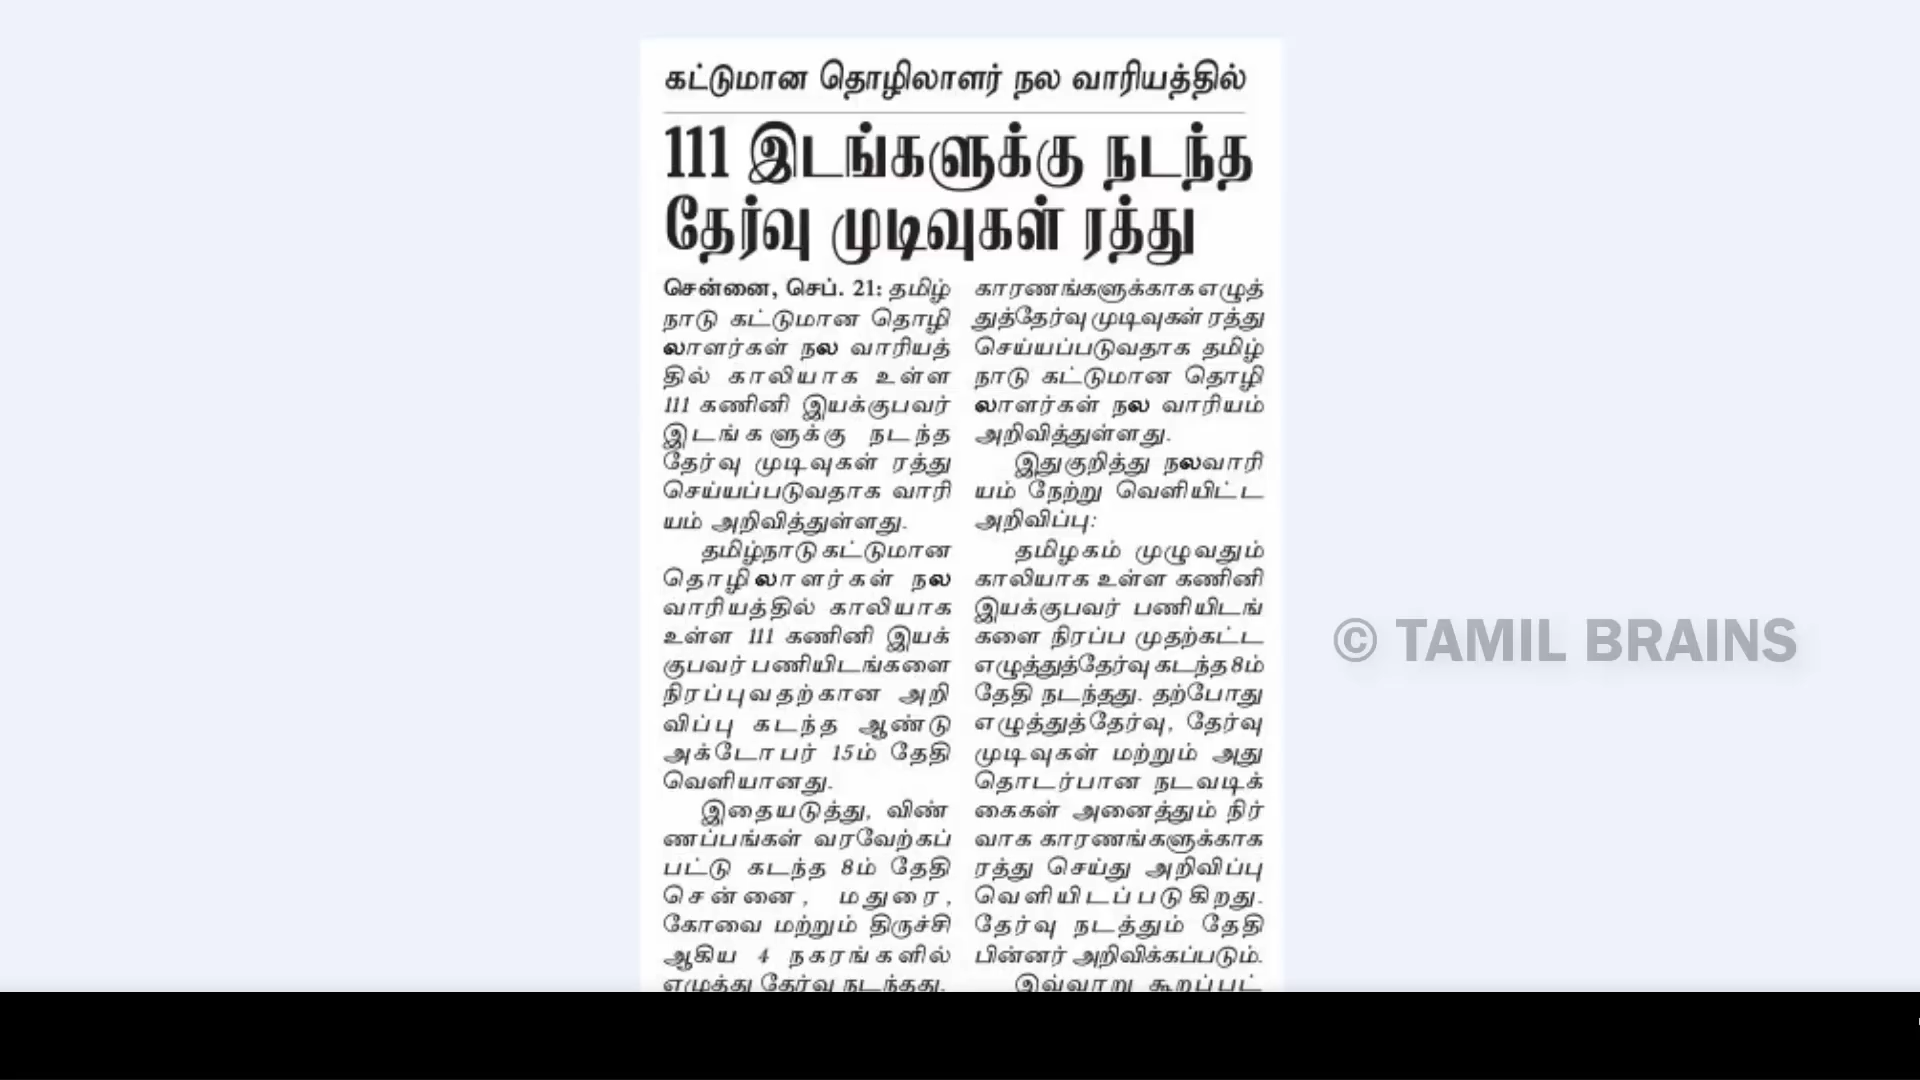 கட்டுமான தொழிலாளர் நல வாரியத்தில்
111 இடங்களுக்கு நடந்த
தேர்வு முடிவுகள் ரத்து
சென்னை, செப். 21: தமிழ்
நாடு கட்டுமான தொழி
லாளர்கள் நல வாரியத்
தில் காலியாக உள்ள
111 கணினி இயக்குபவர்
இடங்களுக்கு நடந்த
தேர்வு முடிவுகள் ரத்து
செய்யப்படுவதாக வாரி
யம் அறிவித்துள்ளது.
தமிழ்நாடு கட்டுமான
தொழிலாளர்கள் நல
வாரியத்தில் காலியாக
உள்ள 111 கணினி இயக்
குபவர் பணியிடங்களை
நிரப்புவதற்கான அறி
விப்பு கடந்த ஆண்டு
அக்டோபர் 15ம் தேதி
வெளியானது.
இதையடுத்து, விண்
ணப்பங்கள் வரவேற்கப்
பட்டு கடந்த 8ம் தேதி
சென்னை, மதுரை,
கோவை மற்றும் திருச்சி
ஆகிய 4 நகரங்களில்
எழுத்து தேர்வு நடந்தது.
காரணங்களுக்காக எழுத்
துத்தேர்வு முடிவுகள் ரத்து
செய்யப்படுவதாக தமிழ்
நாடு கட்டுமான தொழி
லாளர்கள் நல வாரியம்
அறிவித்துள்ளது.
இதுகுறித்து நலவாரி
யம் நேற்று வெளியிட்ட
அறிவிப்பு:
தமிழகம் முழுவதும்
காலியாக உள்ள கணினி
இயக்குபவர் பணியிடங்
களை நிரப்ப முதற்கட்ட
எழுத்துத்தேர்வு கடந்த 8ம்
தேதி நடந்தது. தற்போது
எழுத்துத்தேர்வு, தேர்வு
முடிவுகள் மற்றும் அது
தொடர்பான நடவடிக்
கைகள் அனைத்தும் நிர்
வாக காரணங்களுக்காக
ரத்து செய்து அறிவிப்பு
வெளியிடப்படுகிறது.
தேர்வு நடத்தும் தேதி
பின்னர் அறிவிக்கப்படும்.
இவ்வாறு கூறப்பட்
© TAMIL BRAINS